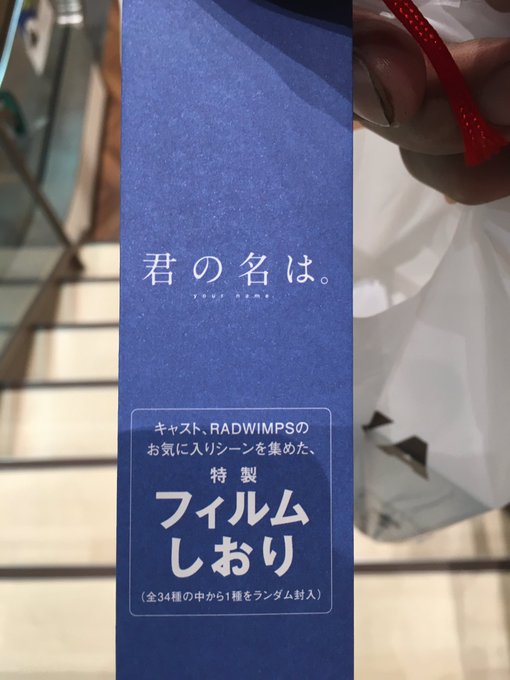 君の名は。
your name.
キャスト、RADWIMPSの
お気に入りシーンを集めた、
特製
フィルム
しおり
(全34種の中から1種をランダム封入)